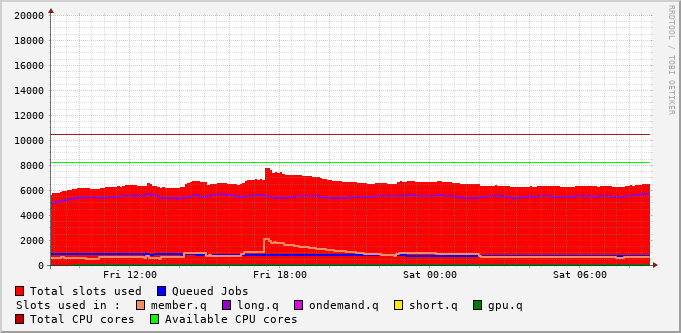 20000
18000
16000
14000
12000
10000
8000
6000
4000
2000
0
Fri 12:00 Fri 18:00 Sat 00:00 Sat 06:00
RRDTOOL / TOBI OETIKER
Total slots used Queued Jobs
Slots used in : member.q long.q ondemand.q short.q gpu.q
Total CPU cores Available CPU cores